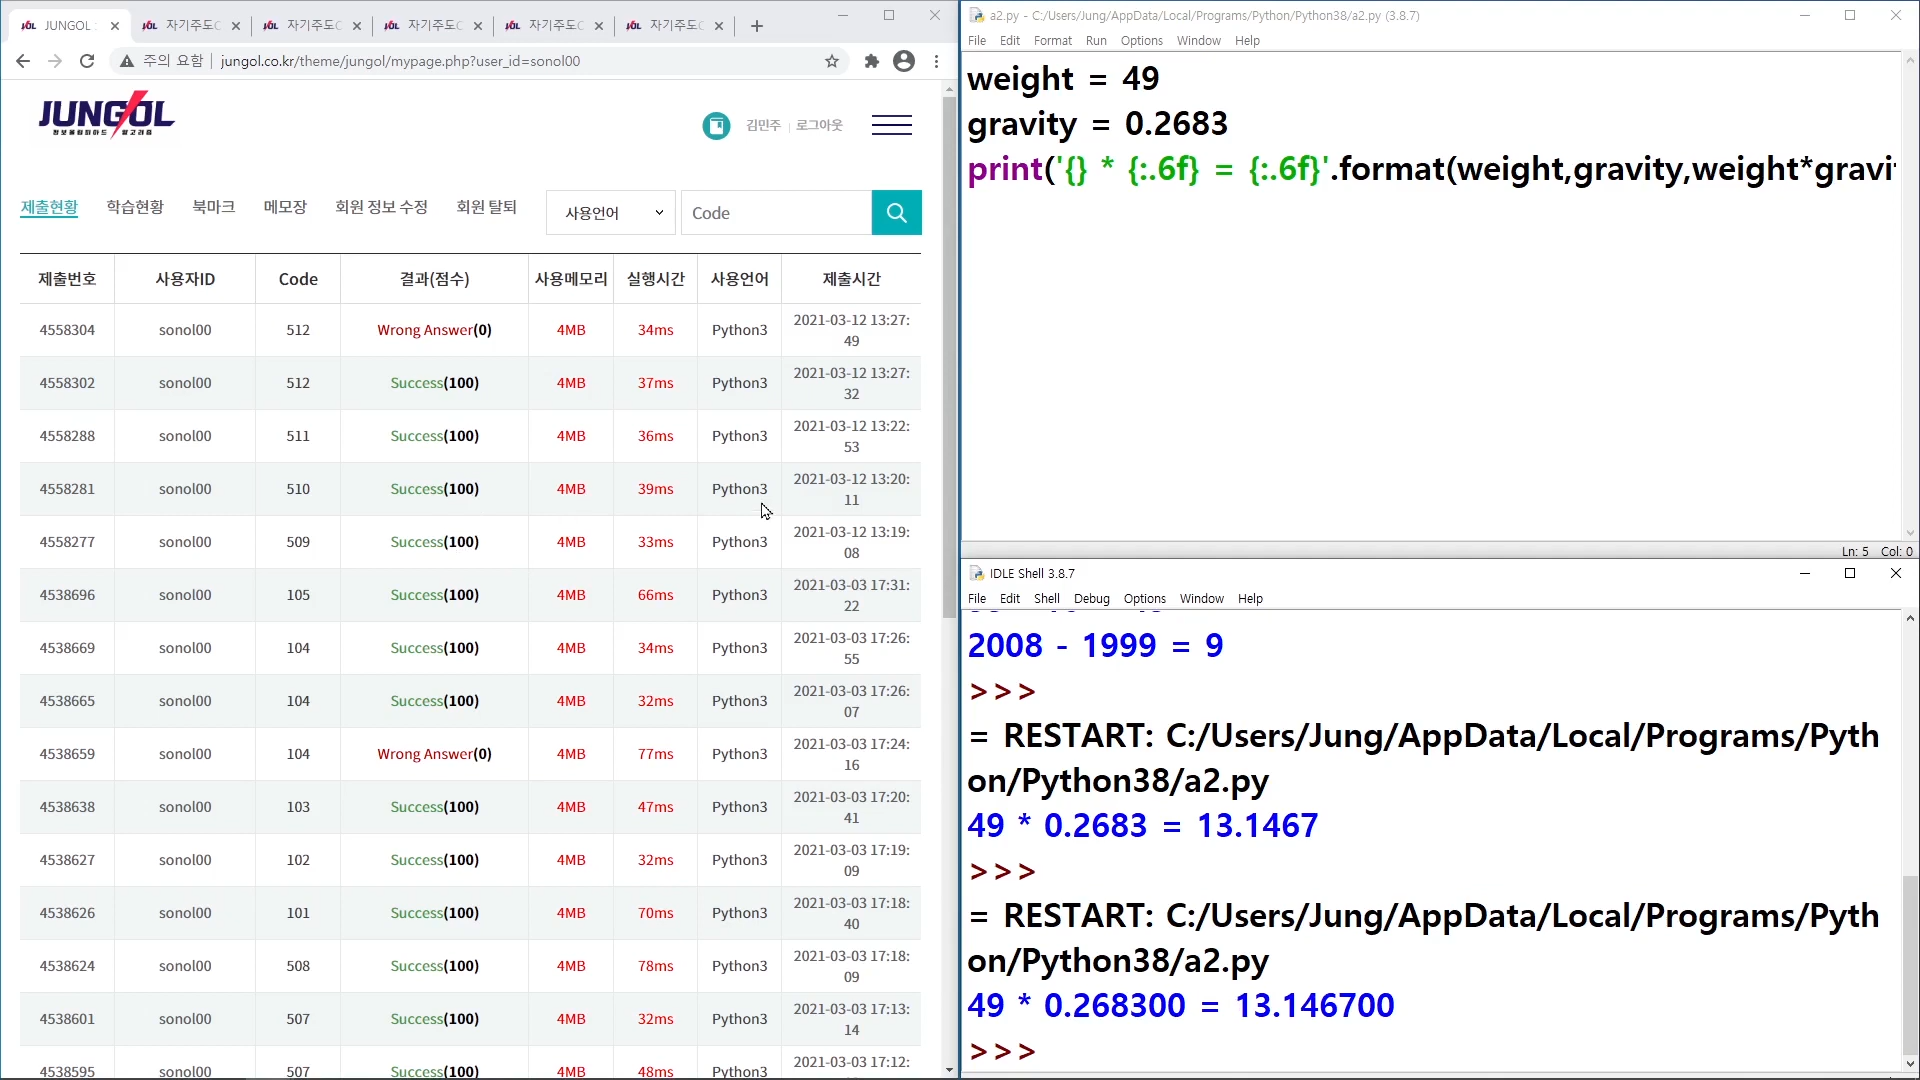 JUNGOL
자기주도C
자기주도C
자기주도C
자기주도C
자기주도C
주의 요함 | jungol.co.kr/theme/jungol/mypage.php?user_id=sonol00
JUNGOL
정보올림피아드 알고리즘
김민주 | 로그아웃
제출현황 학습현황 북마크 메모장 회원 정보 수정 회원 탈퇴 사용언어 Code
제출번호 사용자ID Code 결과(점수) 사용메모리 실행시간 사용언어 제출시간
4558304 sonol00 512 Wrong Answer(0) 4MB 34ms Python3 2021-03-12 13:27:
49
4558302 sonol00 512 Success(100) 4MB 37ms Python3 2021-03-12 13:27:
32
4558288 sonol00 511 Success(100) 4MB 36ms Python3 2021-03-12 13:22:
53
4558281 sonol00 510 Success(100) 4MB 39ms Python3 2021-03-12 13:20:
11
4558277 sonol00 509 Success(100) 4MB 33ms Python3 2021-03-12 13:19:
08
4538696 sonol00 105 Success(100) 4MB 66ms Python3 2021-03-03 17:31:
22
4538669 sonol00 104 Success(100) 4MB 34ms Python3 2021-03-03 17:26:
55
4538665 sonol00 104 Success(100) 4MB 32ms Python3 2021-03-03 17:26:
07
4538659 sonol00 104 Wrong Answer(0) 4MB 77ms Python3 2021-03-03 17:24:
16
4538638 sonol00 103 Success(100) 4MB 47ms Python3 2021-03-03 17:20:
41
4538627 sonol00 102 Success(100) 4MB 32ms Python3 2021-03-03 17:19:
09
4538626 sonol00 101 Success(100) 4MB 70ms Python3 2021-03-03 17:18:
40
4538624 sonol00 508 Success(100) 4MB 78ms Python3 2021-03-03 17:18:
09
4538601 sonol00 507 Success(100) 4MB 32ms Python3 2021-03-03 17:13:
14
4538595 sonol00 507 Success(100) 4MB 48ms Python3 2021-03-03 17:12:
a2.py - C:/Users/Jung/AppData/Local/Programs/Python/Python38/a2.py (3.8.7)
File Edit Format Run Options Window Help
weight = 49
gravity = 0.2683
print('{} * {:.6f} = {:.6f}'.format(weight,gravity,weight*gravi
Ln: 5 Col: 0
IDLE Shell 3.8.7
File Edit Shell Debug Options Window Help
2008 - 1999 = 9
>>>
= RESTART: C:/Users/Jung/AppData/Local/Programs/Pyth
on/Python38/a2.py
49 * 0.2683 = 13.1467
>>>
= RESTART: C:/Users/Jung/AppData/Local/Programs/Pyth
on/Python38/a2.py
49 * 0.268300 = 13.146700
>>>